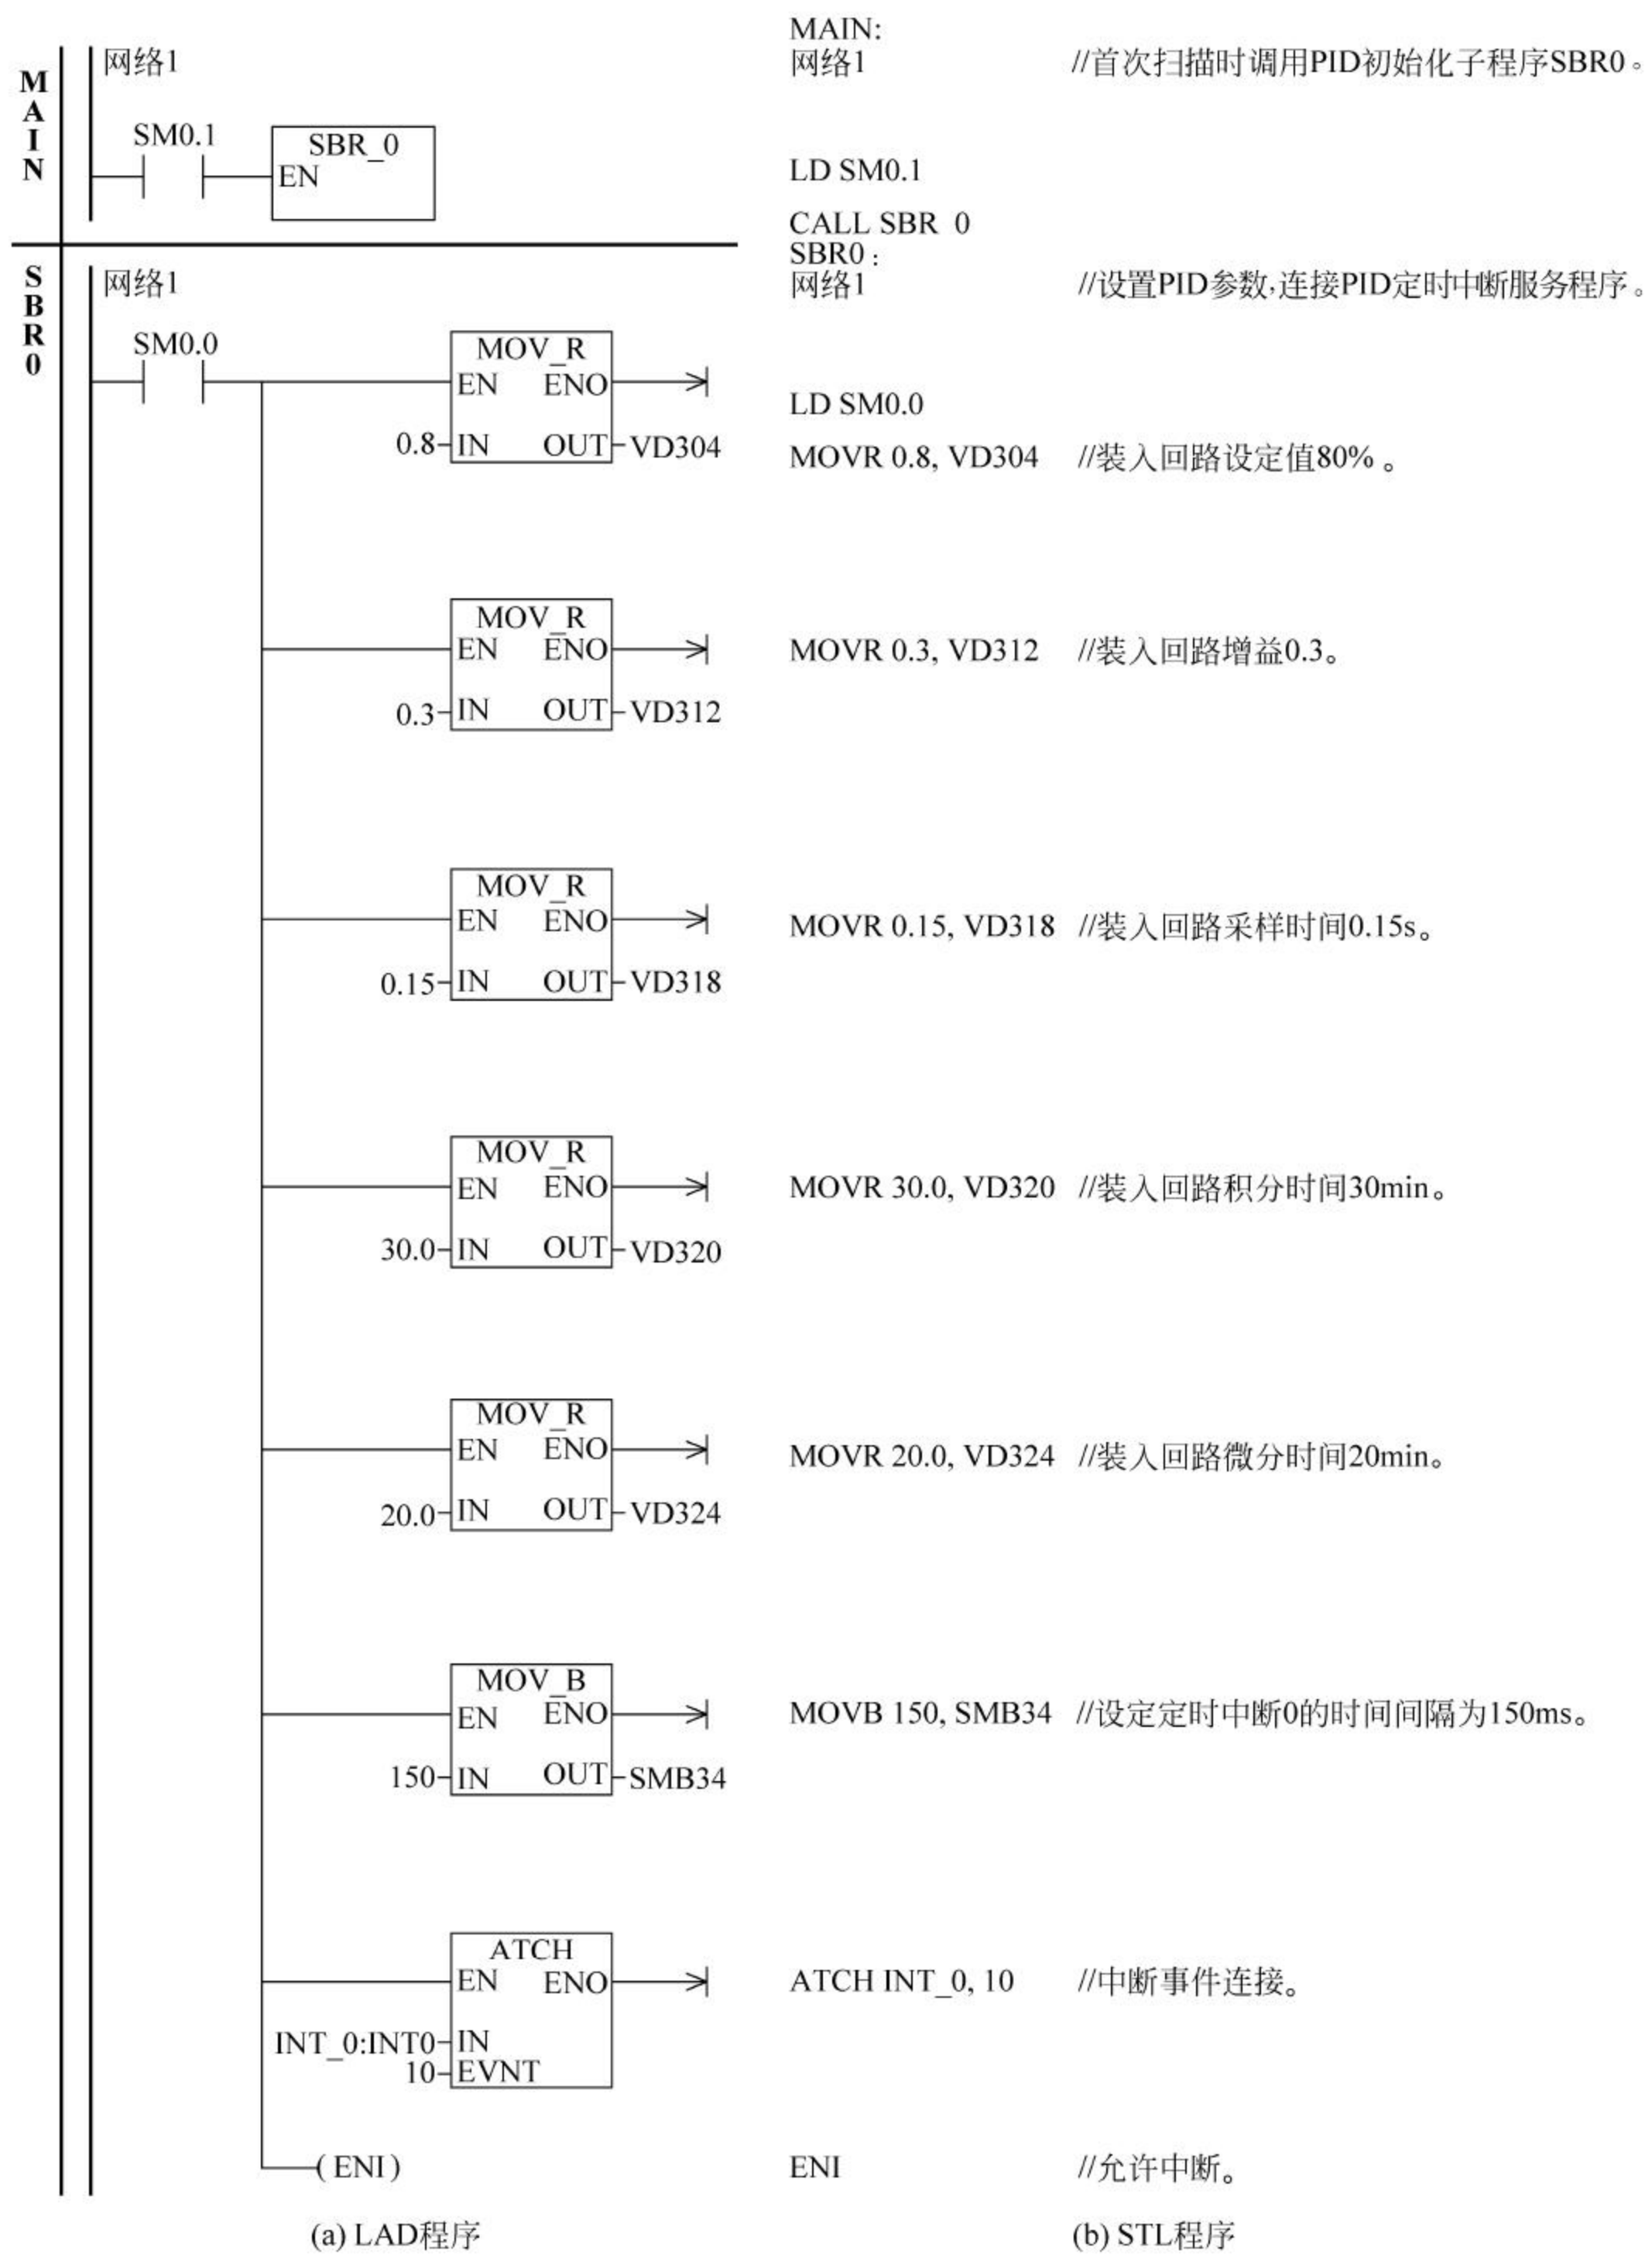 MAIN
网络1
SM0.1
SBR_0
EN
SBR0
网络1
SM0.0
MOV_R
EN ENO
0.8 IN OUT VD304
MOV_R
EN ENO
0.3 IN OUT VD312
MOV_R
EN ENO
0.15 IN OUT VD318
MOV_R
EN ENO
30.0 IN OUT VD320
MOV_R
EN ENO
20.0 IN OUT VD324
MOV_B
EN ENO
150 IN OUT SMB34
ATCH
EN ENO
INT_0:INT0 IN
10 EVNT
( ENI )
(a) LAD程序
MAIN:
网络1 //首次扫描时调用PID初始化子程序SBR0。
LD SM0.1
CALL SBR 0
SBR0：
网络1 //设置PID参数,连接PID定时中断服务程序。
LD SM0.0
MOVR 0.8, VD304 //装入回路设定值80%。
MOVR 0.3, VD312 //装入回路增益0.3。
MOVR 0.15, VD318 //装入回路采样时间0.15s。
MOVR 30.0, VD320 //装入回路积分时间30min。
MOVR 20.0, VD324 //装入回路微分时间20min。
MOVB 150, SMB34 //设定定时中断0的时间间隔为150ms。
ATCH INT_0, 10 //中断事件连接。
ENI //允许中断。
(b) STL程序